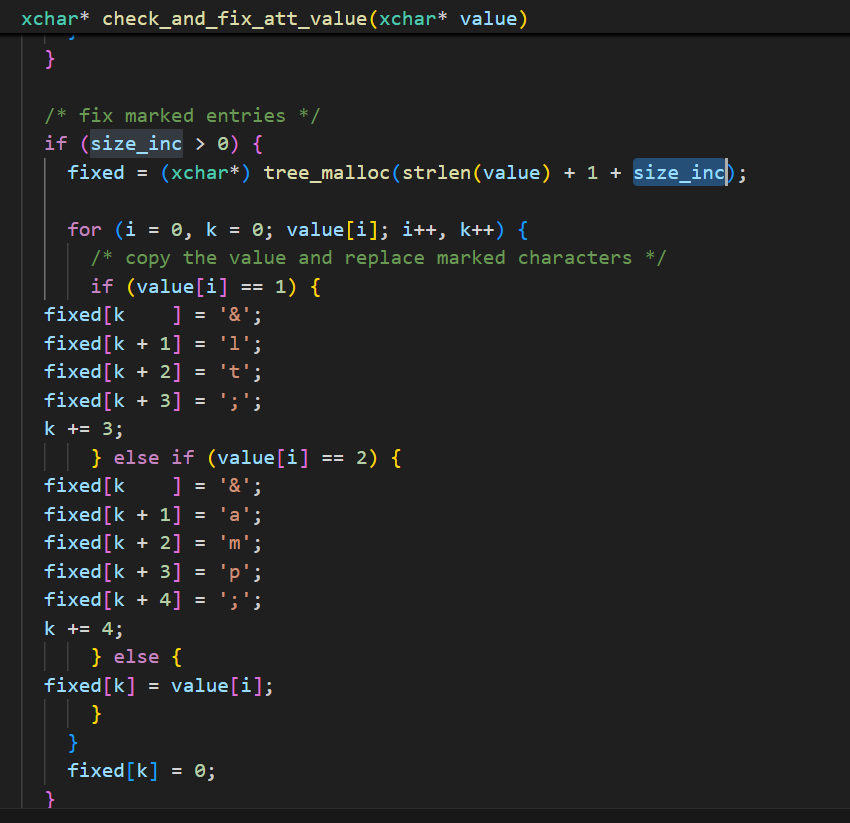 xchar* check_and_fix_att_value(xchar* value)
}
}
/* fix marked entries */
if (size_inc > 0) {
fixed = (xchar*) tree_malloc(strlen(value) + 1 + size_inc);
for (i = 0, k = 0; value[i]; i++, k++) {
/* copy the value and replace marked characters */
if (value[i] == 1) {
fixed[k    ] = '&';
fixed[k + 1] = 'l';
fixed[k + 2] = 't';
fixed[k + 3] = ';';
k += 3;
} else if (value[i] == 2) {
fixed[k    ] = '&';
fixed[k + 1] = 'a';
fixed[k + 2] = 'm';
fixed[k + 3] = 'p';
fixed[k + 4] = ';';
k += 4;
} else {
fixed[k] = value[i];
}
}
fixed[k] = 0;
}